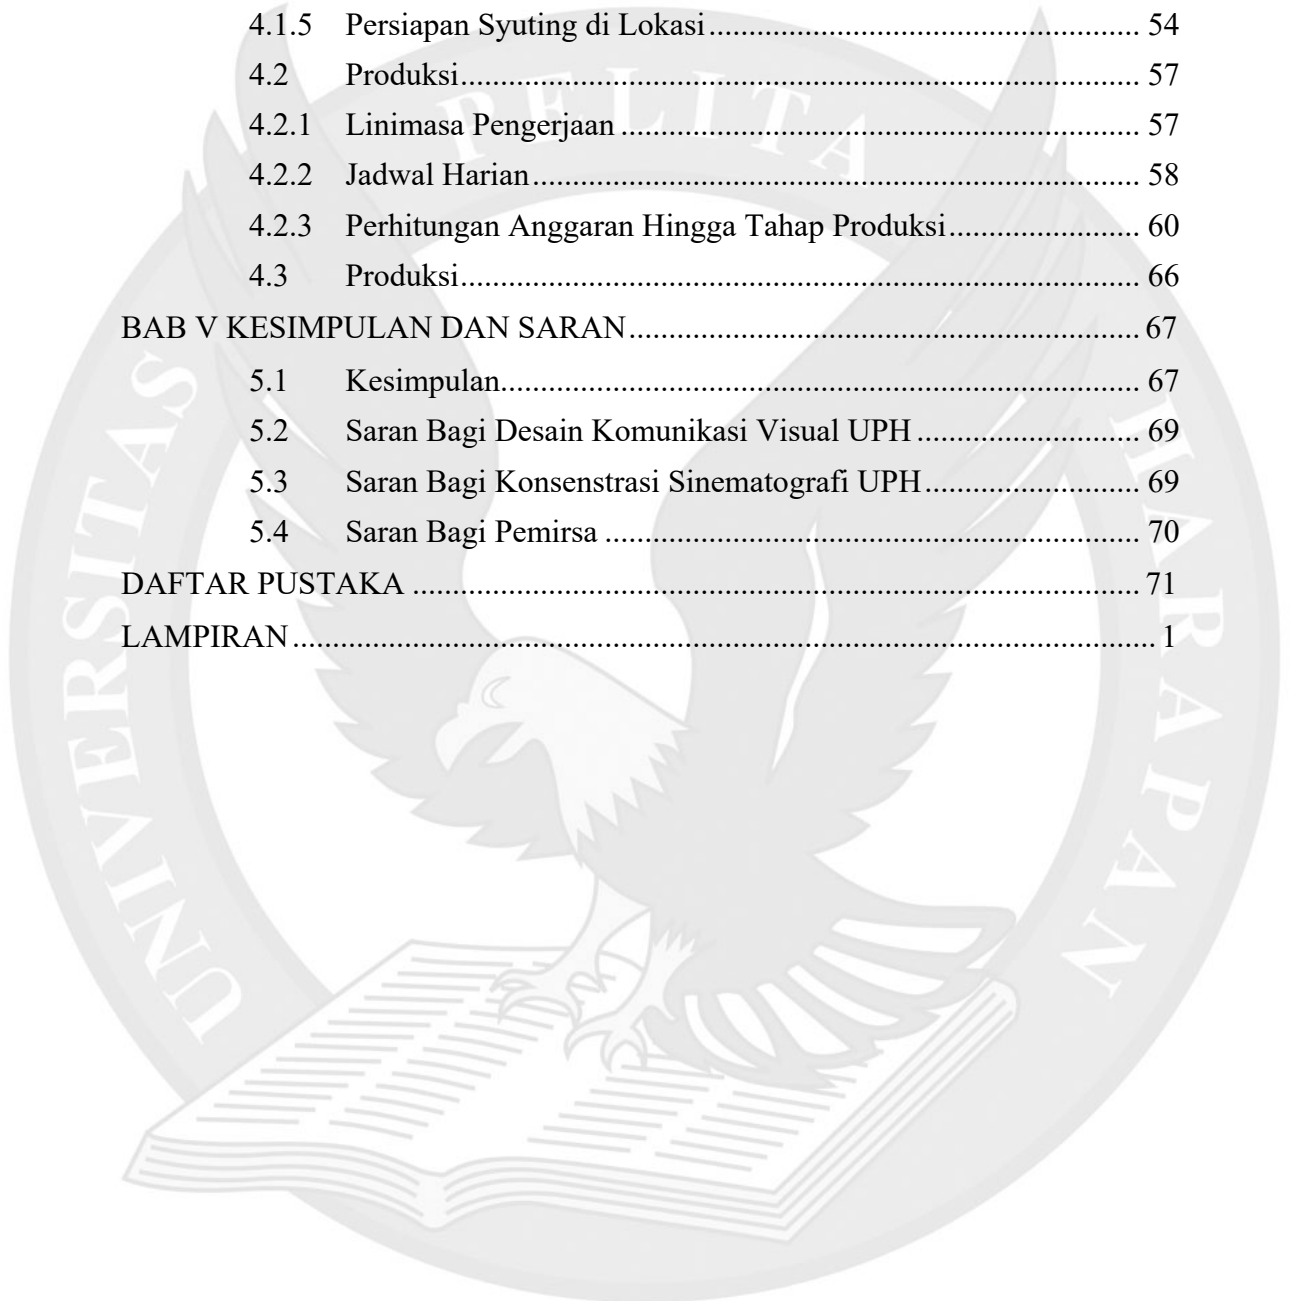 4.1.5 Persiapan Syuting di Lokasi........................................................ 54
4.2 Produksi....................................................................................... 57
4.2.1 Linimasa Pengerjaan ................................................................... 57
4.2.2 Jadwal Harian.............................................................................. 58
4.2.3 Perhitungan Anggaran Hingga Tahap Produksi......................... 60
4.3 Produksi....................................................................................... 66
BAB V KESIMPULAN DAN SARAN.................................................................. 67
5.1 Kesimpulan.................................................................................. 67
5.2 Saran Bagi Desain Komunikasi Visual UPH ............................. 69
5.3 Saran Bagi Konsenstrasi Sinematografi UPH............................ 69
5.4 Saran Bagi Pemirsa ..................................................................... 70
DAFTAR PUSTAKA .............................................................................................. 71
LAMPIRAN............................................................................................................... 1
UNIVERSITAS PELITA HARAPAN